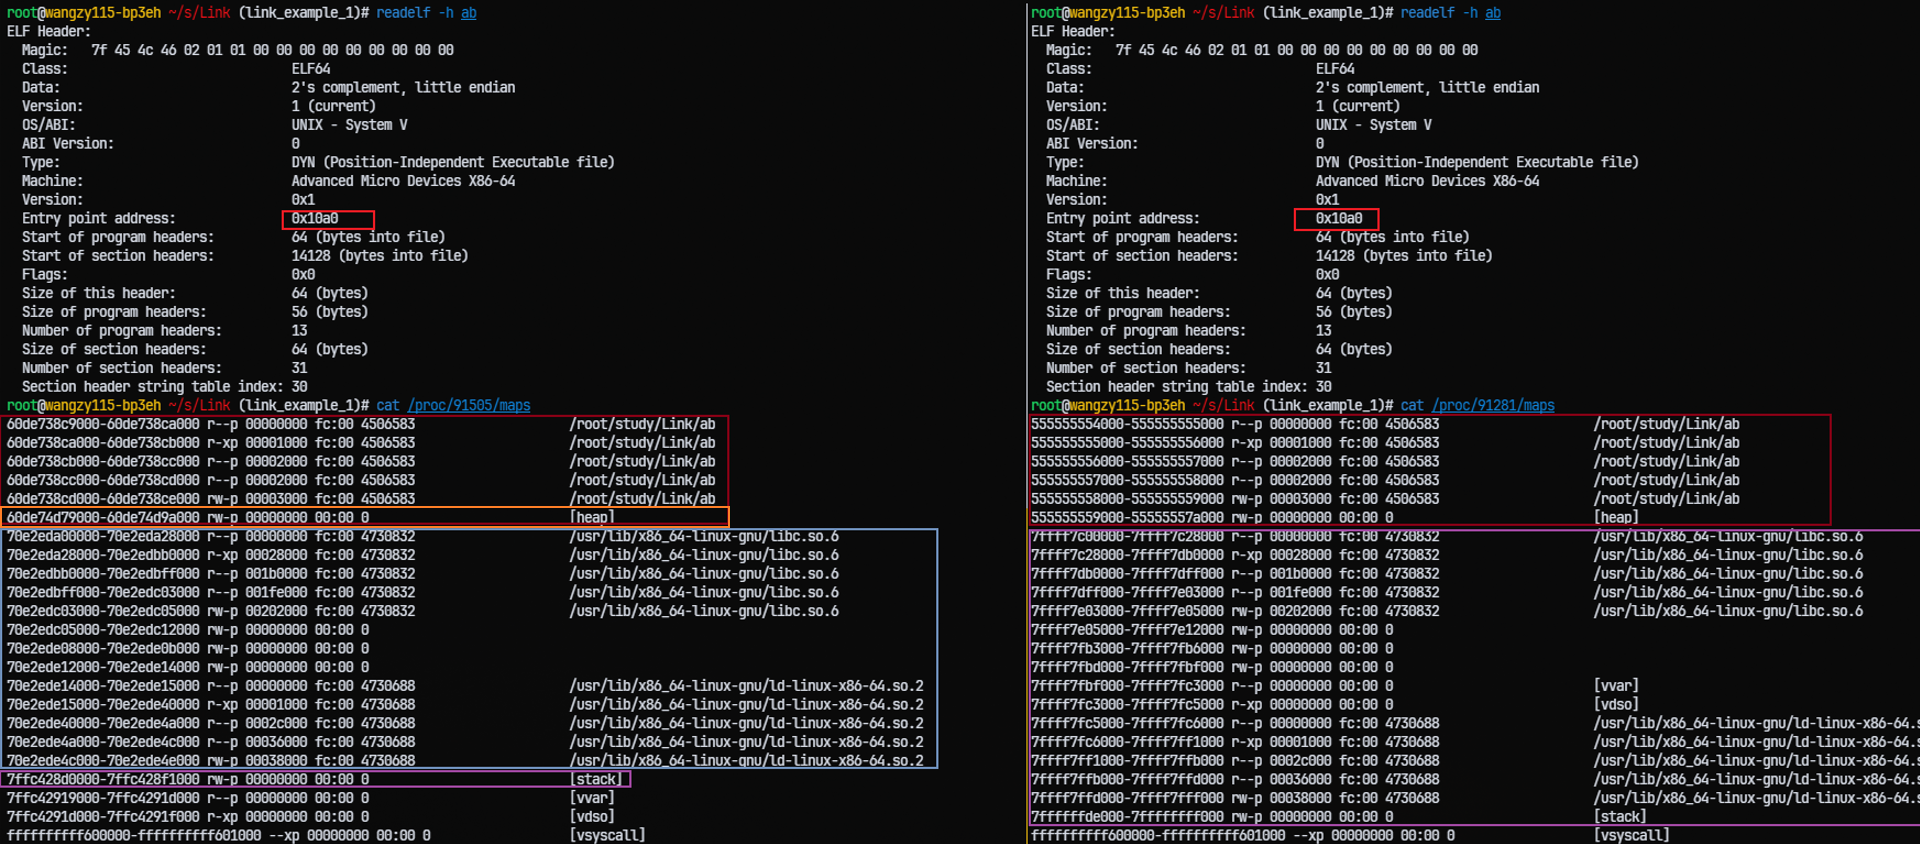 root@wangzy115-bp3eh ~/s/Link (link_example_1)# readelf -h ab
ELF Header:
  Magic:   7f 45 4c 46 02 01 01 00 00 00 00 00 00 00 00 00
  Class:                             ELF64
  Data:                              2's complement, little endian
  Version:                           1 (current)
  OS/ABI:                            UNIX - System V
  ABI Version:                       0
  Type:                              DYN (Position-Independent Executable file)
  Machine:                           Advanced Micro Devices X86-64
  Version:                           0x1
  Entry point address:               0x10a0
  Start of program headers:          64 (bytes into file)
  Start of section headers:          14128 (bytes into file)
  Flags:                             0x0
  Size of this header:               64 (bytes)
  Size of program headers:           56 (bytes)
  Number of program headers:         13
  Size of section headers:           64 (bytes)
  Number of section headers:         31
  Section header string table index: 30
root@wangzy115-bp3eh ~/s/Link (link_example_1)# cat /proc/91505/maps
60de738c9000-60de738ca000 r--p 00000000 fc:00 4506583                    /root/study/Link/ab
60de738ca000-60de738cb000 r-xp 00001000 fc:00 4506583                    /root/study/Link/ab
60de738cb000-60de738cc000 r--p 00002000 fc:00 4506583                    /root/study/Link/ab
60de738cc000-60de738cd000 r--p 00002000 fc:00 4506583                    /root/study/Link/ab
60de738cd000-60de738ce000 rw-p 00003000 fc:00 4506583                    /root/study/Link/ab
60de74d79000-60de74d9a000 rw-p 00000000 00:00 0                          [heap]
70e2eda00000-70e2eda28000 r--p 00000000 fc:00 4730832                    /usr/lib/x86_64-linux-gnu/libc.so.6
70e2eda28000-70e2edbb0000 r-xp 00028000 fc:00 4730832                    /usr/lib/x86_64-linux-gnu/libc.so.6
70e2edbb0000-70e2edbff000 r--p 001b0000 fc:00 4730832                    /usr/lib/x86_64-linux-gnu/libc.so.6
70e2edbff000-70e2edc03000 r--p 001fe000 fc:00 4730832                    /usr/lib/x86_64-linux-gnu/libc.so.6
70e2edc03000-70e2edc05000 rw-p 00202000 fc:00 4730832                    /usr/lib/x86_64-linux-gnu/libc.so.6
70e2edc05000-70e2edc12000 rw-p 00000000 00:00 0
70e2ede08000-70e2ede0b000 rw-p 00000000 00:00 0
70e2ede12000-70e2ede14000 rw-p 00000000 00:00 0
70e2ede14000-70e2ede15000 r--p 00000000 fc:00 4730688                    /usr/lib/x86_64-linux-gnu/ld-linux-x86-64.so.2
70e2ede15000-70e2ede40000 r-xp 00001000 fc:00 4730688                    /usr/lib/x86_64-linux-gnu/ld-linux-x86-64.so.2
70e2ede40000-70e2ede4a000 r--p 0002c000 fc:00 4730688                    /usr/lib/x86_64-linux-gnu/ld-linux-x86-64.so.2
70e2ede4a000-70e2ede4c000 r--p 00036000 fc:00 4730688                    /usr/lib/x86_64-linux-gnu/ld-linux-x86-64.so.2
70e2ede4c000-70e2ede4e000 rw-p 00038000 fc:00 4730688                    /usr/lib/x86_64-linux-gnu/ld-linux-x86-64.so.2
7ffc428d0000-7ffc428f1000 rw-p 00000000 00:00 0                          [stack]
7ffc42919000-7ffc4291d000 r--p 00000000 00:00 0                          [vvar]
7ffc4291d000-7ffc4291f000 r-xp 00000000 00:00 0                          [vdso]
ffffffffff600000-ffffffffff601000 --xp 00000000 00:00 0                  [vsyscall]
root@wangzy115-bp3eh ~/s/Link (link_example_1)# readelf -h ab
ELF Header:
  Magic:   7f 45 4c 46 02 01 01 00 00 00 00 00 00 00 00 00
  Class:                             ELF64
  Data:                              2's complement, little endian
  Version:                           1 (current)
  OS/ABI:                            UNIX - System V
  ABI Version:                       0
  Type:                              DYN (Position-Independent Executable file)
  Machine:                           Advanced Micro Devices X86-64
  Version:                           0x1
  Entry point address:               0x10a0
  Start of program headers:          64 (bytes into file)
  Start of section headers:          14128 (bytes into file)
  Flags:                             0x0
  Size of this header:               64 (bytes)
  Size of program headers:           56 (bytes)
  Number of program headers:         13
  Size of section headers:           64 (bytes)
  Number of section headers:         31
  Section header string table index: 30
root@wangzy115-bp3eh ~/s/Link (link_example_1)# cat /proc/91281/maps
555555554000-555555555000 r--p 00000000 fc:00 4506583                    /root/study/Link/ab
555555555000-555555556000 r-xp 00001000 fc:00 4506583                    /root/study/Link/ab
555555556000-555555557000 r--p 00002000 fc:00 4506583                    /root/study/Link/ab
555555557000-555555558000 r--p 00002000 fc:00 4506583                    /root/study/Link/ab
555555558000-555555559000 rw-p 00003000 fc:00 4506583                    /root/study/Link/ab
555555559000-55555557a000 rw-p 00000000 00:00 0                          [heap]
7ffff7c00000-7ffff7c28000 r--p 00000000 fc:00 4730832                    /usr/lib/x86_64-linux-gnu/libc.so.6
7ffff7c28000-7ffff7db0000 r-xp 00028000 fc:00 4730832                    /usr/lib/x86_64-linux-gnu/libc.so.6
7ffff7db0000-7ffff7dff000 r--p 001b0000 fc:00 4730832                    /usr/lib/x86_64-linux-gnu/libc.so.6
7ffff7dff000-7ffff7e03000 r--p 001fe000 fc:00 4730832                    /usr/lib/x86_64-linux-gnu/libc.so.6
7ffff7e03000-7ffff7e05000 rw-p 00202000 fc:00 4730832                    /usr/lib/x86_64-linux-gnu/libc.so.6
7ffff7e05000-7ffff7e12000 rw-p 00000000 00:00 0
7ffff7fb3000-7ffff7fb6000 rw-p 00000000 00:00 0
7ffff7fbd000-7ffff7fbf000 rw-p 00000000 00:00 0
7ffff7fbf000-7ffff7fc3000 r--p 00000000 00:00 0                          [vvar]
7ffff7fc3000-7ffff7fc5000 r-xp 00000000 00:00 0                          [vdso]
7ffff7fc5000-7ffff7fc6000 r--p 00000000 fc:00 4730688                    /usr/lib/x86_64-linux-gnu/ld-linux-x86-64.s
7ffff7fc6000-7ffff7ff1000 r-xp 00001000 fc:00 4730688                    /usr/lib/x86_64-linux-gnu/ld-linux-x86-64.s
7ffff7ff1000-7ffff7ffb000 r--p 0002c000 fc:00 4730688                    /usr/lib/x86_64-linux-gnu/ld-linux-x86-64.s
7ffff7ffb000-7ffff7ffd000 r--p 00036000 fc:00 4730688                    /usr/lib/x86_64-linux-gnu/ld-linux-x86-64.s
7ffff7ffd000-7ffff7fff000 rw-p 00038000 fc:00 4730688                    /usr/lib/x86_64-linux-gnu/ld-linux-x86-64.s
7ffffffde000-7ffffffff000 rw-p 00000000 00:00 0                          [stack]
ffffffffff600000-ffffffffff601000 --xp 00000000 00:00 0                  [vsyscall]